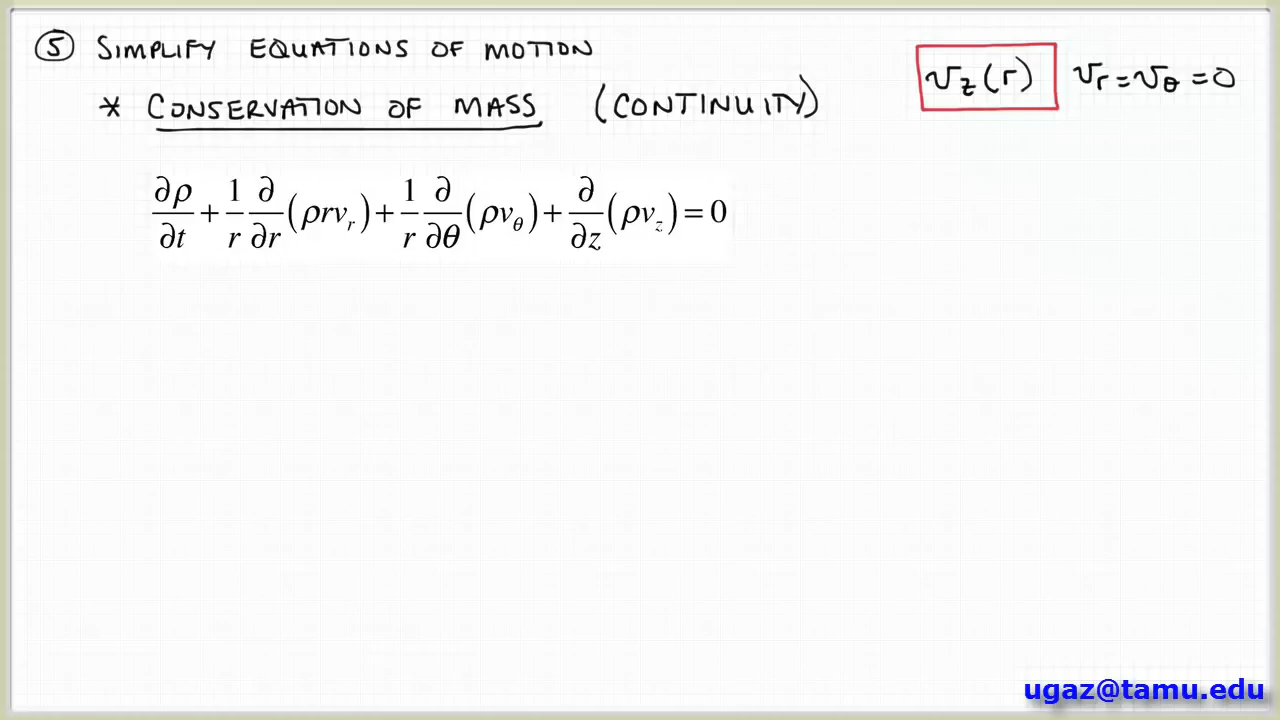 ⑤ SIMPLIFY EQUATIONS OF MOTION
* CONSERVATION OF MASS (CONTINUITY)
v_z(r) v_r = v_θ = 0
∂ρ/∂t + 1/r ∂/∂r (ρrv_r) + 1/r ∂/∂θ (ρv_θ) + ∂/∂z (ρv_z) = 0
ugaz@tamu.edu